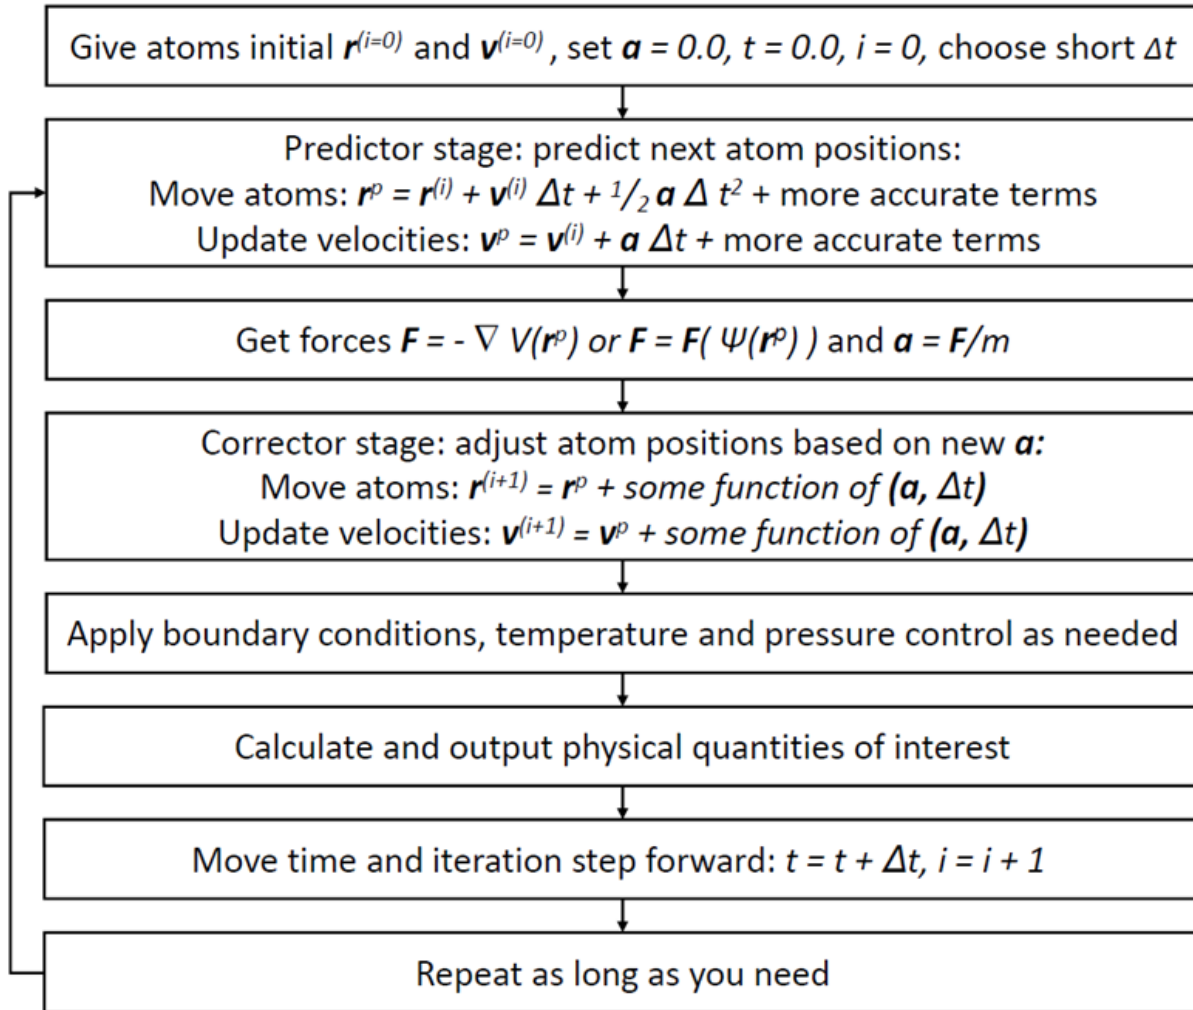 Give atoms initial r⁽ⁱ⁼⁰⁾ and v⁽ⁱ⁼⁰⁾ , set a = 0.0, t = 0.0, i = 0, choose short Δt
Predictor stage: predict next atom positions:
Move atoms: rᵖ = r⁽ⁱ⁾ + v⁽ⁱ⁾ Δt + ¹/₂ a Δ t² + more accurate terms
Update velocities: vᵖ = v⁽ⁱ⁾ + a Δt + more accurate terms
Get forces F = - ∇ V(rᵖ) or F = F( Ψ(rᵖ) ) and a = F/m
Corrector stage: adjust atom positions based on new a:
Move atoms: r⁽ⁱ⁺¹⁾ = rᵖ + some function of (a, Δt)
Update velocities: v⁽ⁱ⁺¹⁾ = vᵖ + some function of (a, Δt)
Apply boundary conditions, temperature and pressure control as needed
Calculate and output physical quantities of interest
Move time and iteration step forward: t = t + Δt, i = i + 1
Repeat as long as you need